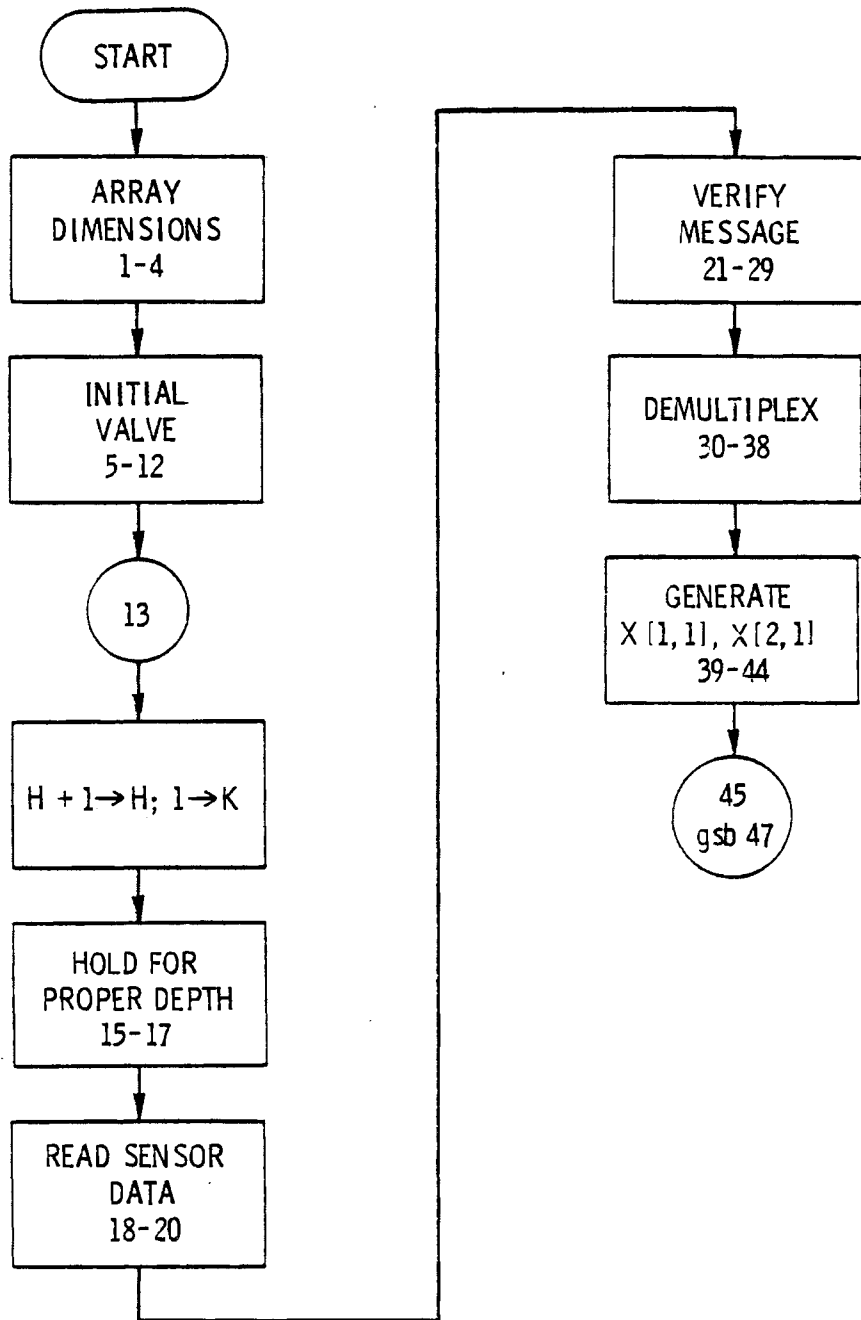 START
ARRAY
DIMENSIONS
1-4
INITIAL
VALVE
5-12
13
H + 1→H; 1→K
HOLD FOR
PROPER DEPTH
15-17
READ SENSOR
DATA
18-20
VERIFY
MESSAGE
21-29
DEMULTIPLEX
30-38
GENERATE
X [1, 1], X [2, 1]
39-44
45
gsb 47